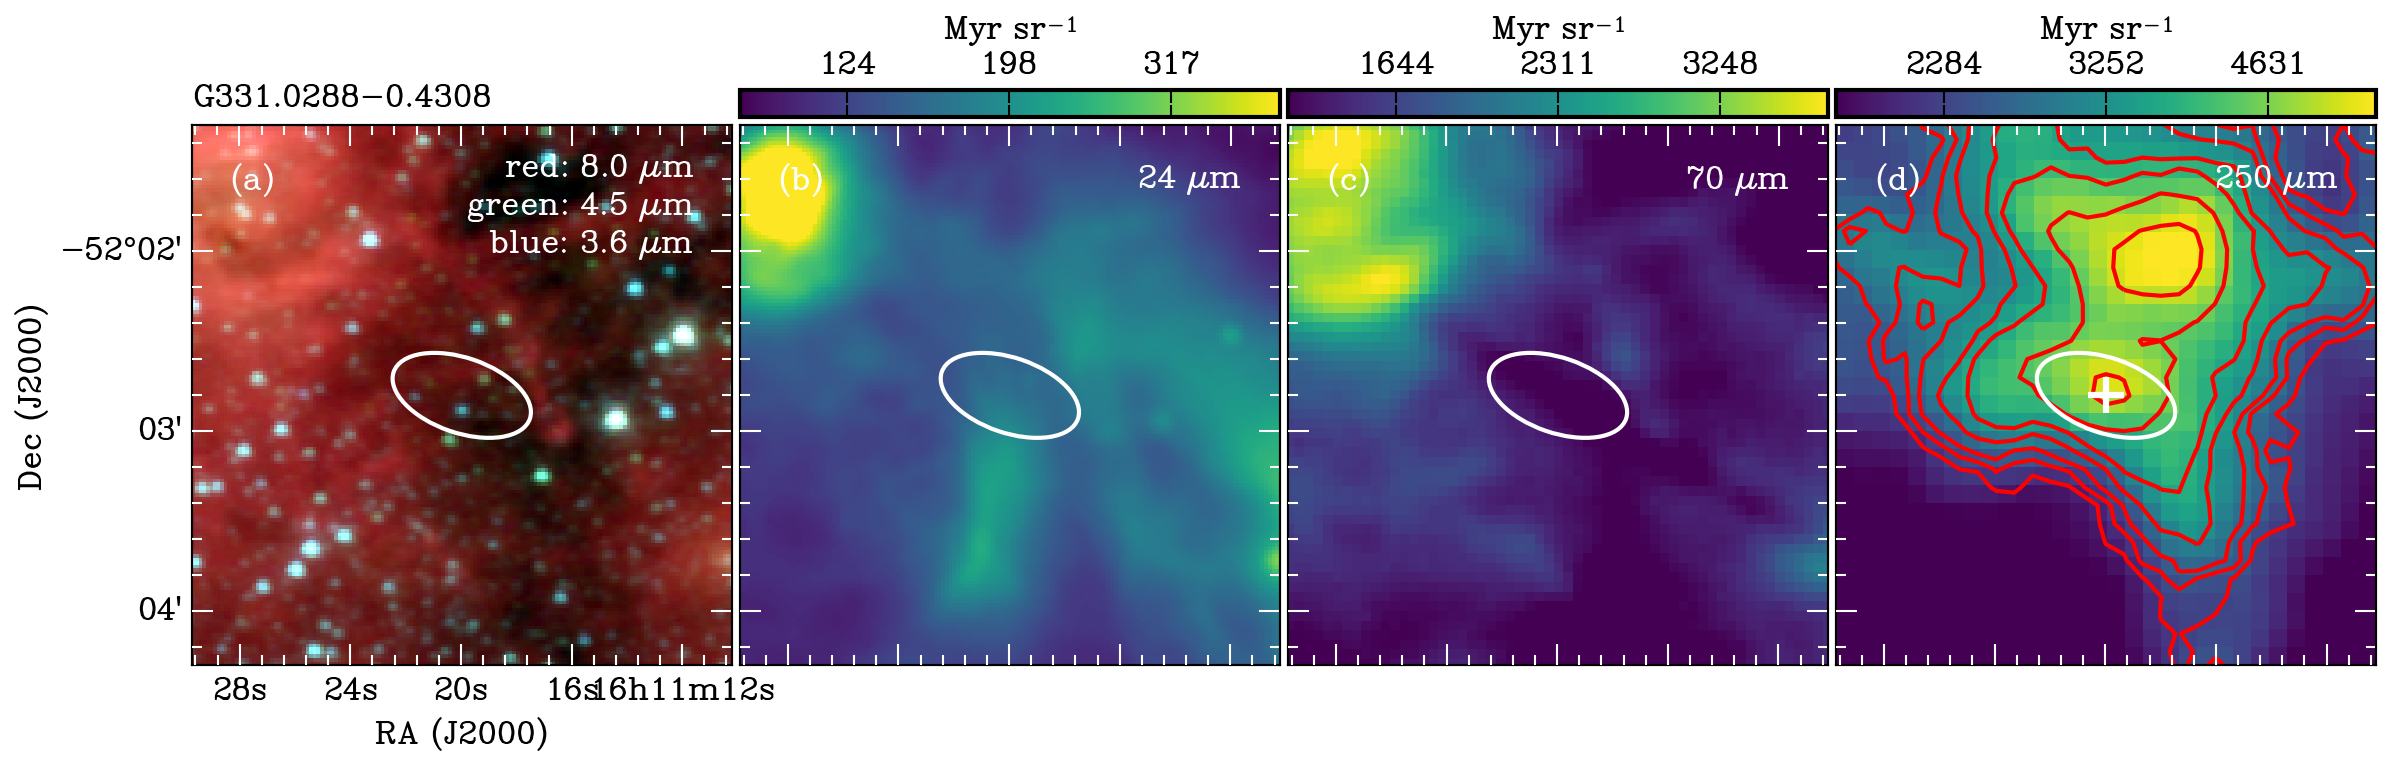 Myr sr⁻¹
Myr sr⁻¹
Myr sr⁻¹
124 198 317
1644 2311 3248
2284 3252 4631
G331.0288−0.4308
(a)
red: 8.0 μm
green: 4.5 μm
blue: 3.6 μm
(b)
24 μm
(c)
70 μm
(d)
250 μm
−52°02'
03'
04'
Dec (J2000)
28s 24s 20s 16s 16h11m12s
RA (J2000)